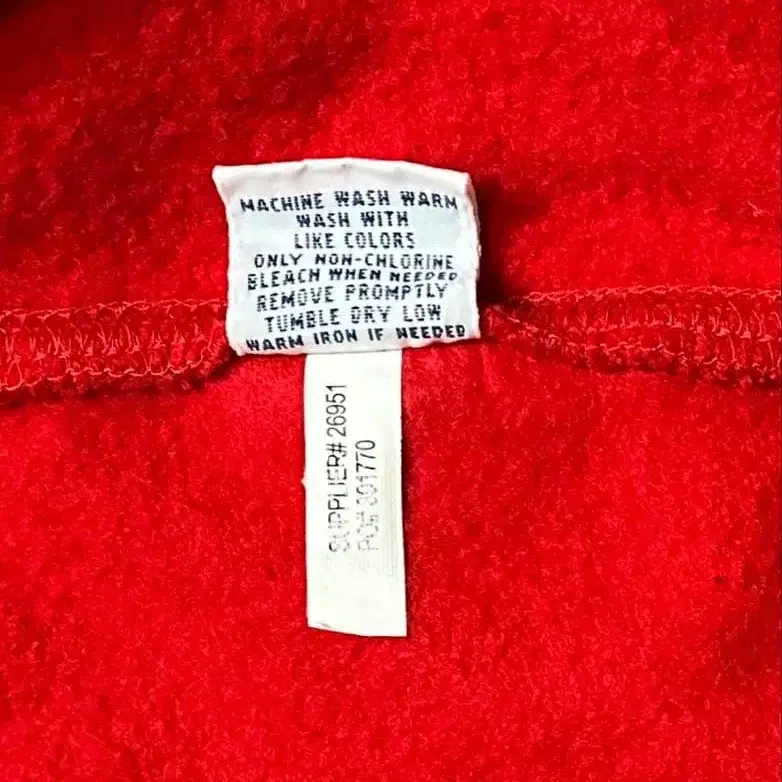 MACHINE WASH WARM
WASH WITH
LIKE COLORS
ONLY NON-CHLORINE
BLEACH WHEN NEEDED
REMOVE PROMPTLY
TUMBLE DRY LOW
WARM IRON IF NEEDED
SUPPLIER# 26951
PO#